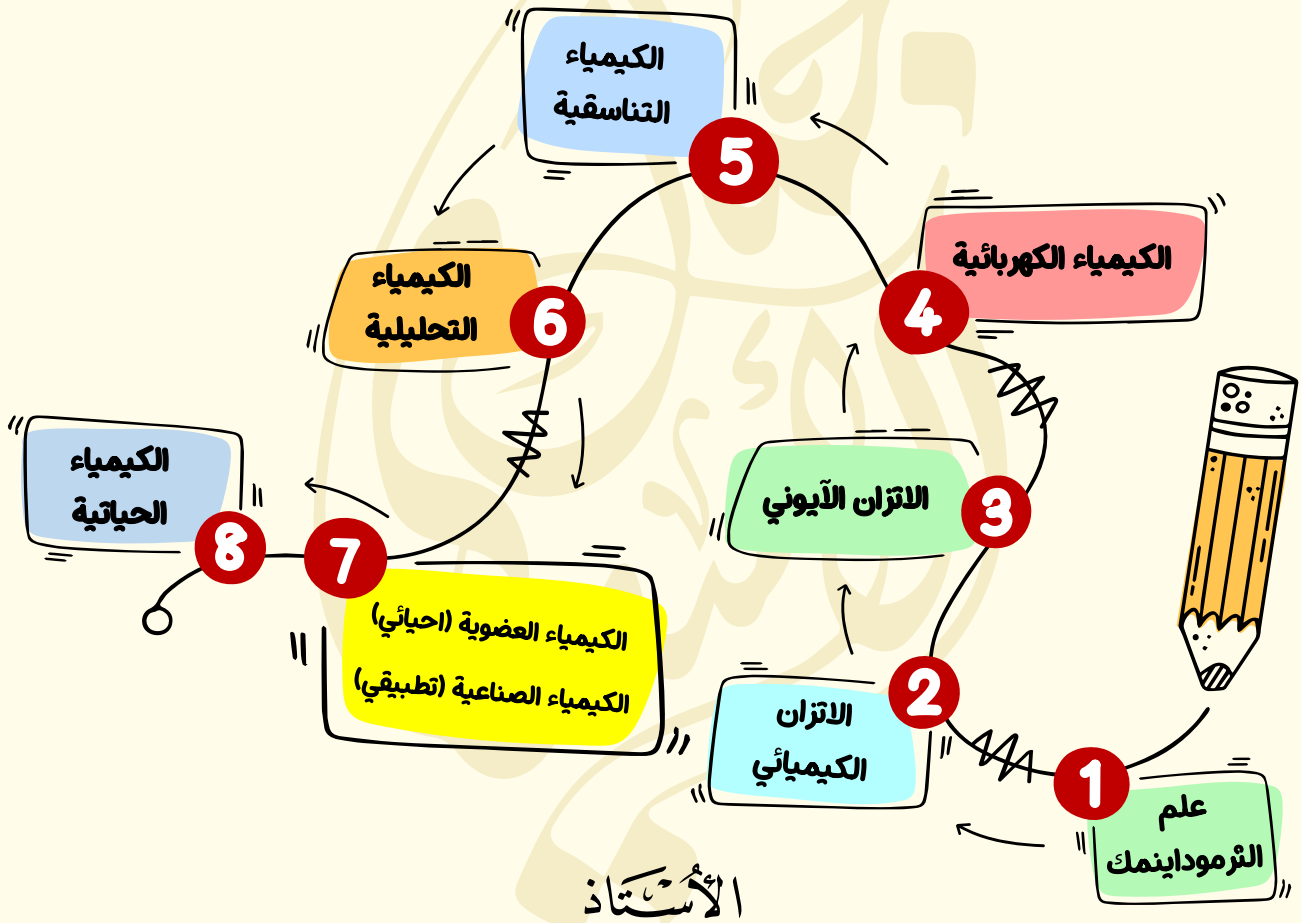 1
علم
الثرموداينمك
2
الاتزان
الكيميائي
3
الاتزان الآيوني
4
الكيمياء الكهربائية
5
الكيمياء
التناسقية
6
الكيمياء
التحليلية
7
الكيمياء العضوية (احيائي)
الكيمياء الصناعية (تطبيقي)
8
الكيمياء
الحياتية
الأستاذ